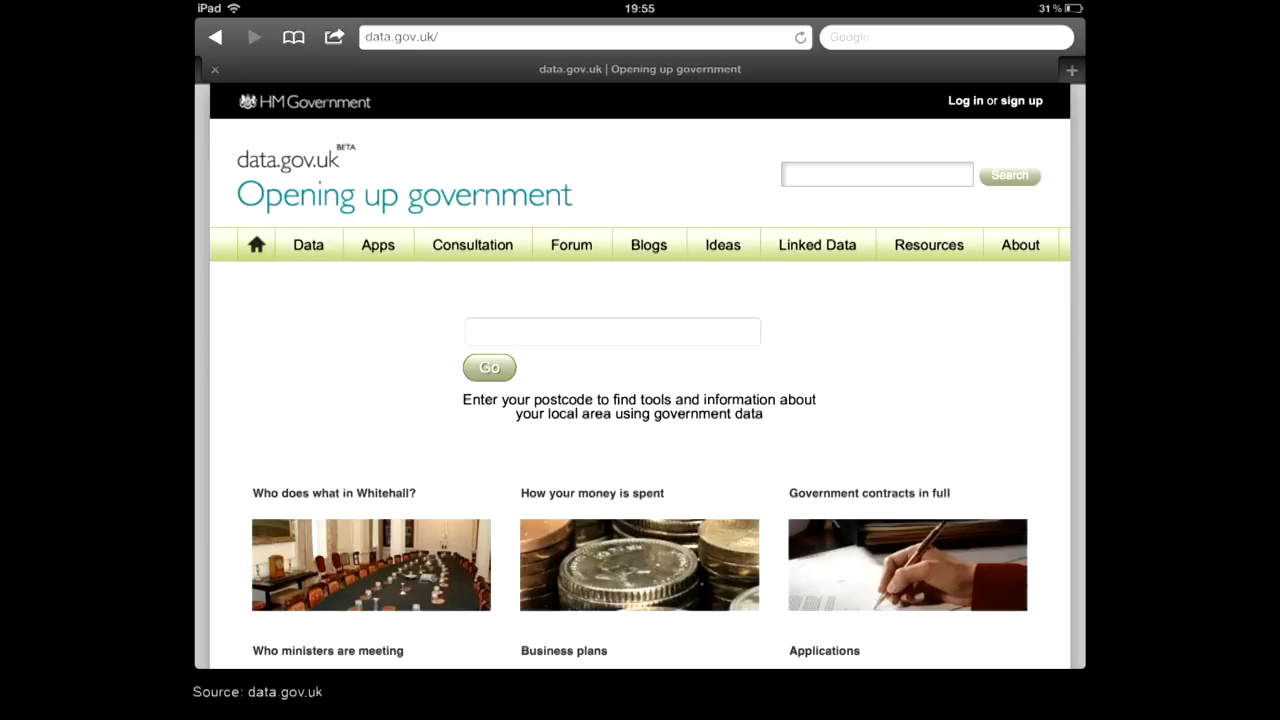 iPad
19:55
31 %
data.gov.uk/
Google
data.gov.uk | Opening up government
HM Government
Log in or sign up
data.gov.uk BETA
Opening up government
Search
Data
Apps
Consultation
Forum
Blogs
Ideas
Linked Data
Resources
About
Go
Enter your postcode to find tools and information about
your local area using government data
Who does what in Whitehall?
How your money is spent
Government contracts in full
Who ministers are meeting
Business plans
Applications
Source: data.gov.uk